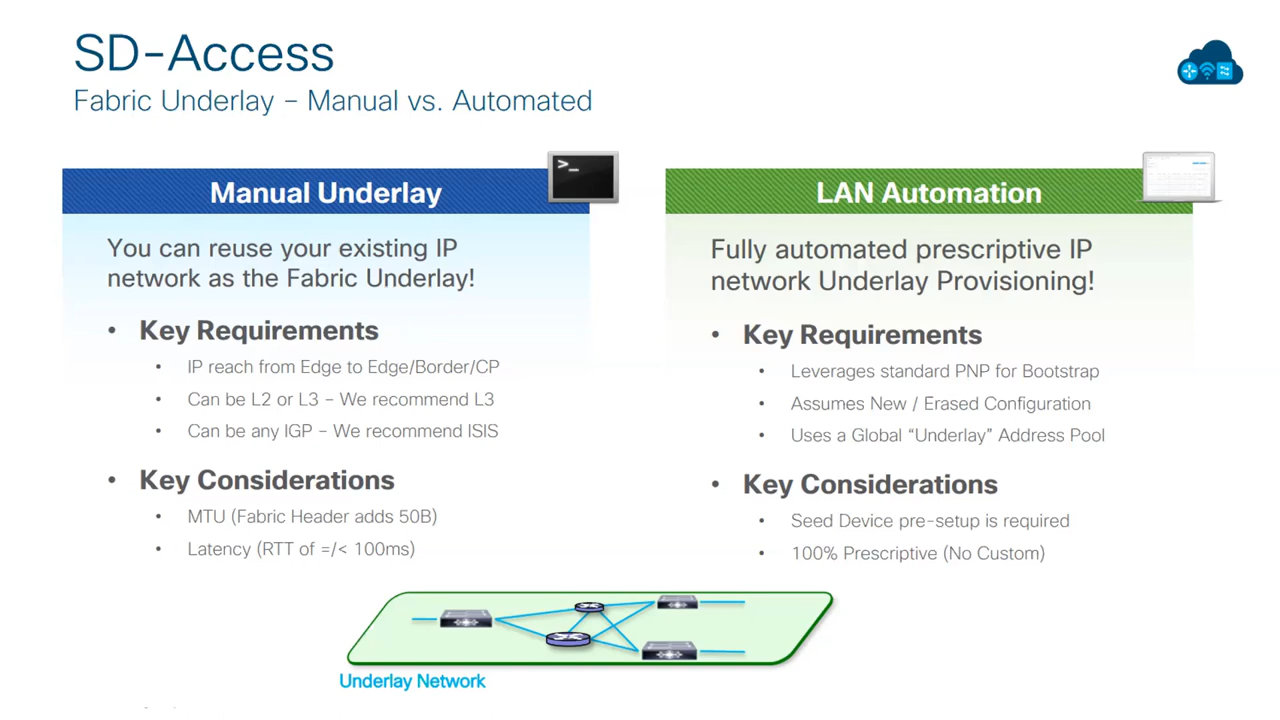 SD-Access
Fabric Underlay – Manual vs. Automated
Manual Underlay
You can reuse your existing IP
network as the Fabric Underlay!
• Key Requirements
• IP reach from Edge to Edge/Border/CP
• Can be L2 or L3 – We recommend L3
• Can be any IGP – We recommend ISIS
• Key Considerations
• MTU (Fabric Header adds 50B)
• Latency (RTT of =/< 100ms)
LAN Automation
Fully automated prescriptive IP
network Underlay Provisioning!
• Key Requirements
• Leverages standard PNP for Bootstrap
• Assumes New / Erased Configuration
• Uses a Global “Underlay” Address Pool
• Key Considerations
• Seed Device pre-setup is required
• 100% Prescriptive (No Custom)
Underlay Network